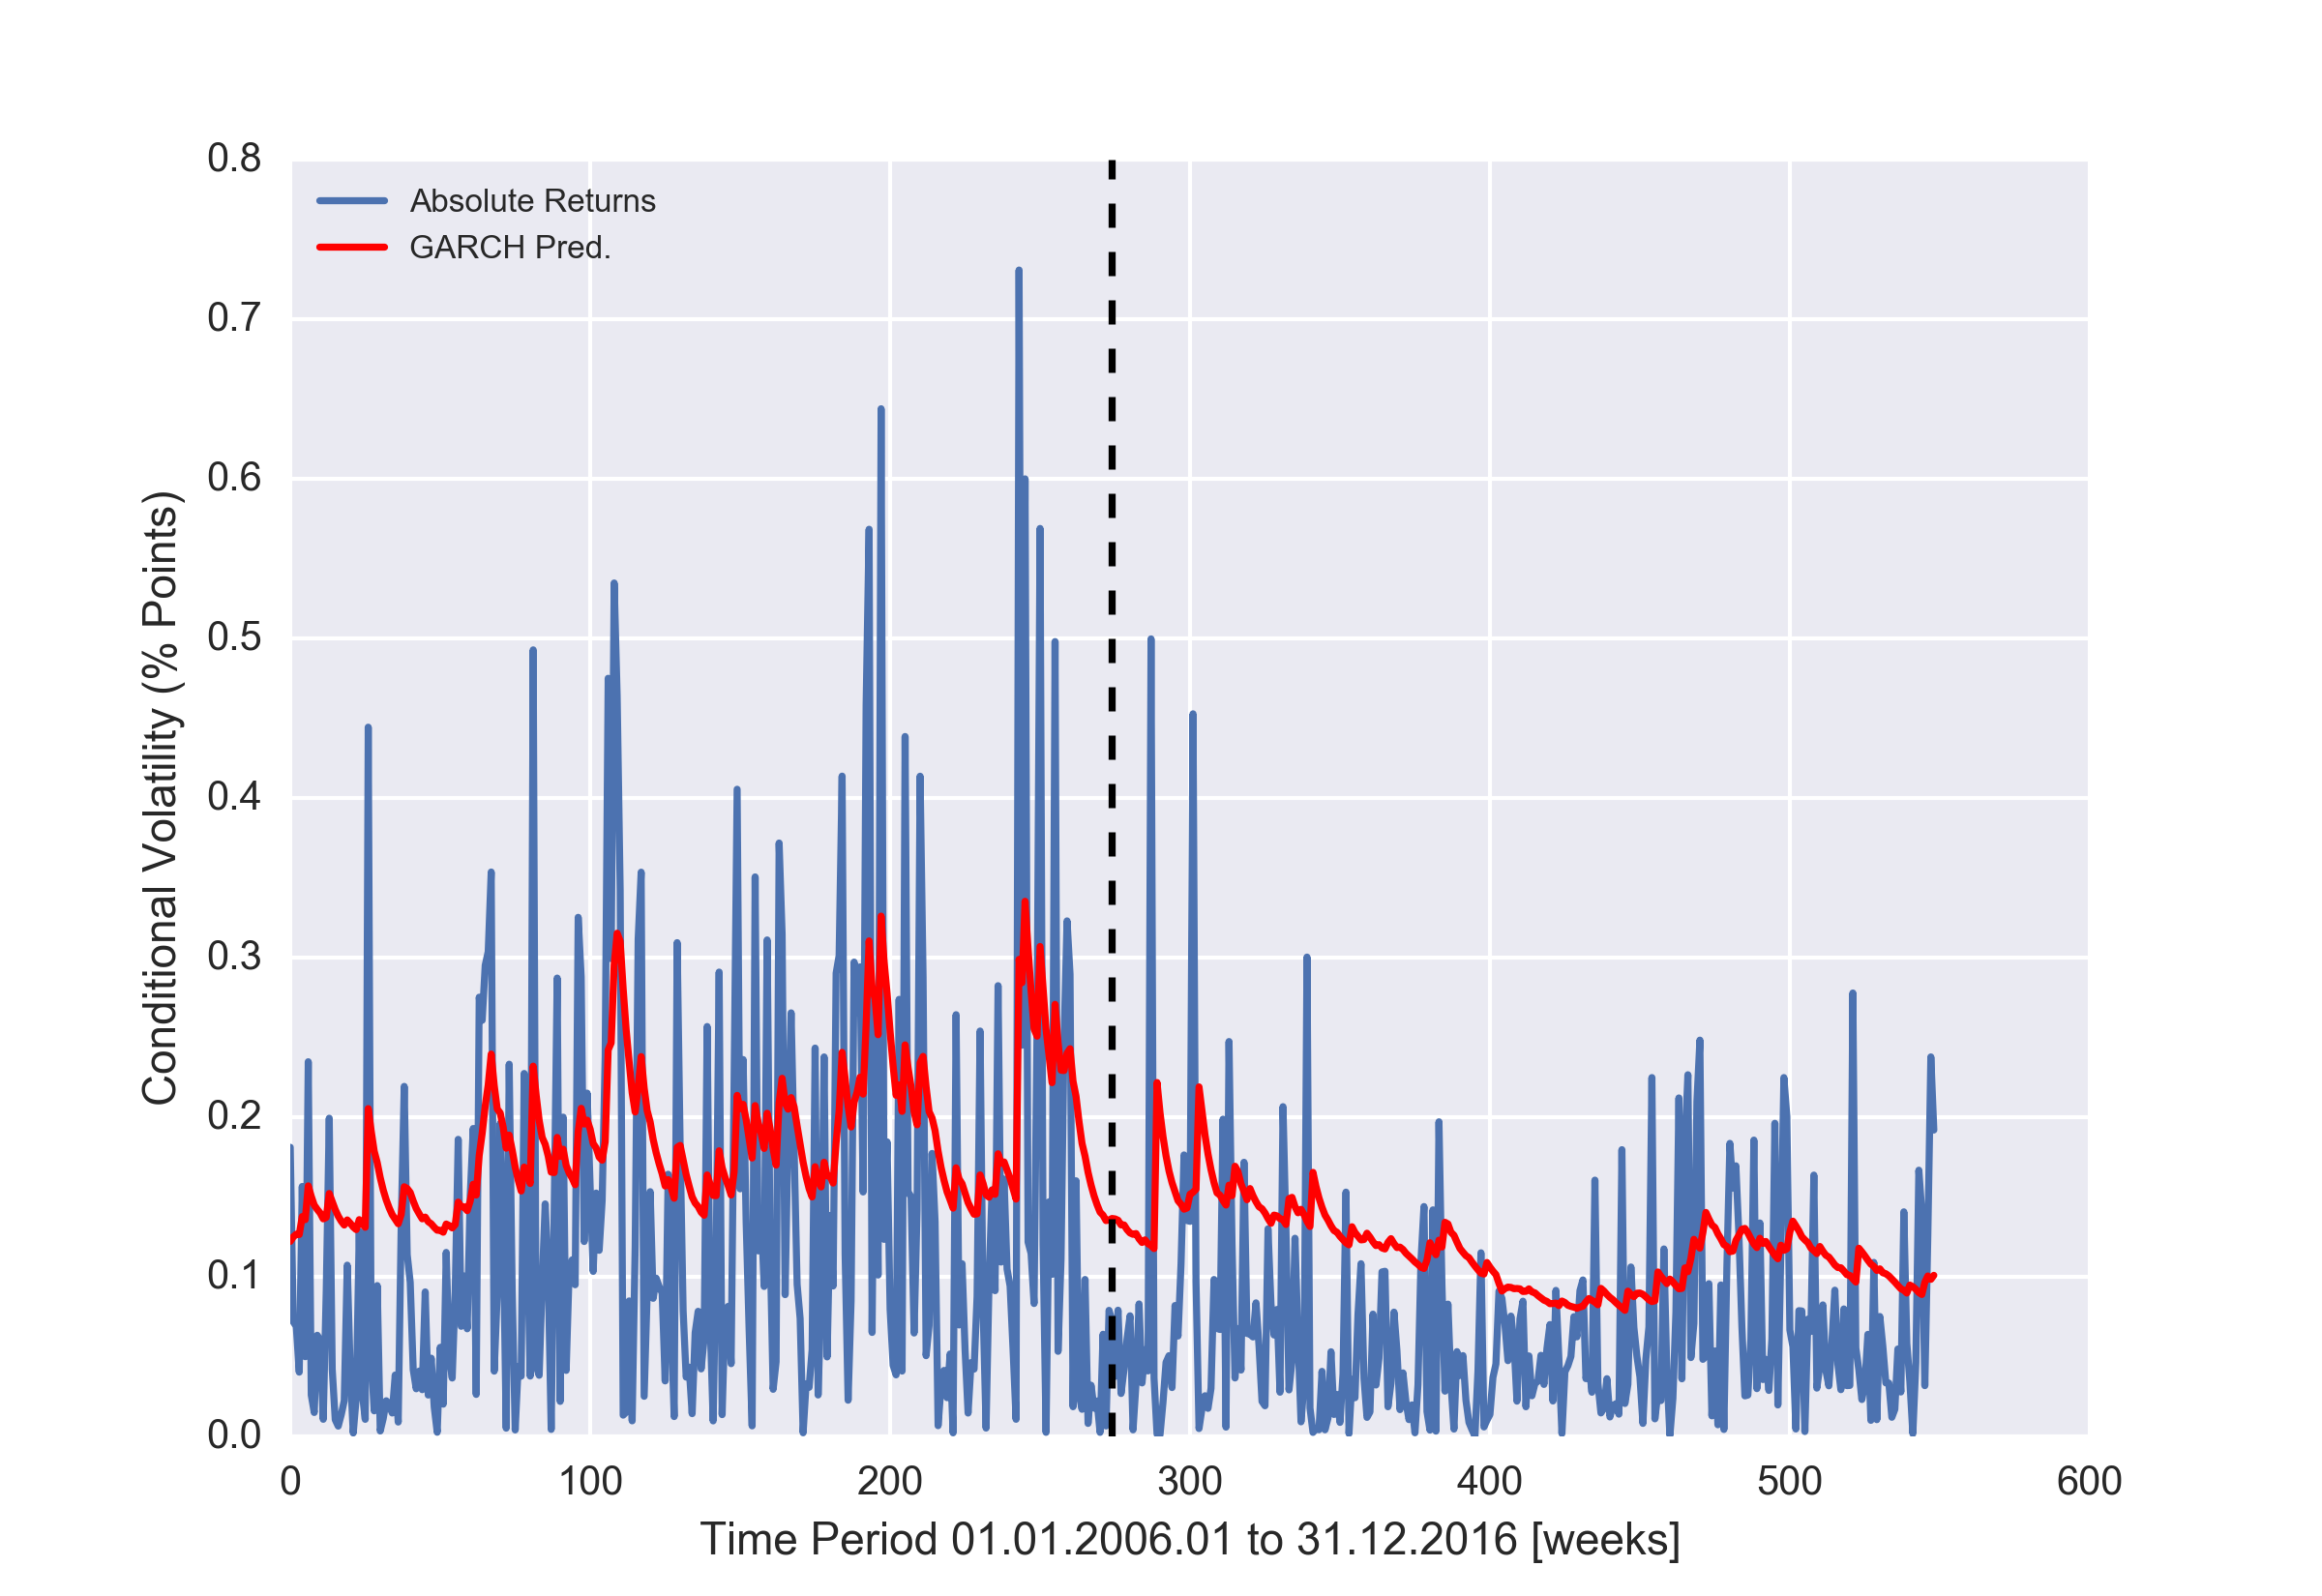 Absolute Returns
GARCH Pred.
Conditional Volatility (% Points)
0.8
0.7
0.6
0.5
0.4
0.3
0.2
0.1
0.0
0 100 200 300 400 500 600
Time Period 01.01.2006.01 to 31.12.2016 [weeks]